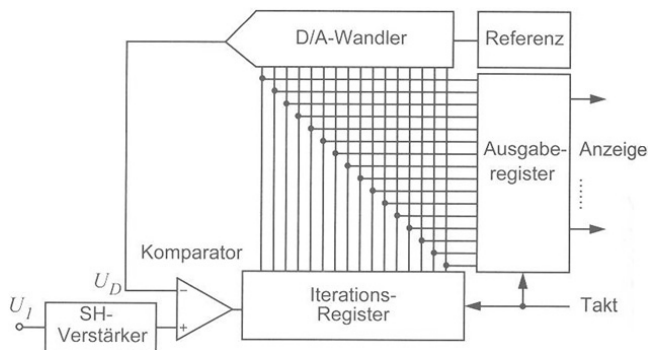 D/A-Wandler
Referenz
Ausgabe-
register
Anzeige
Komparator
U_D
−
U_I
SH-
Verstärker
+
Iterations-
Register
Takt